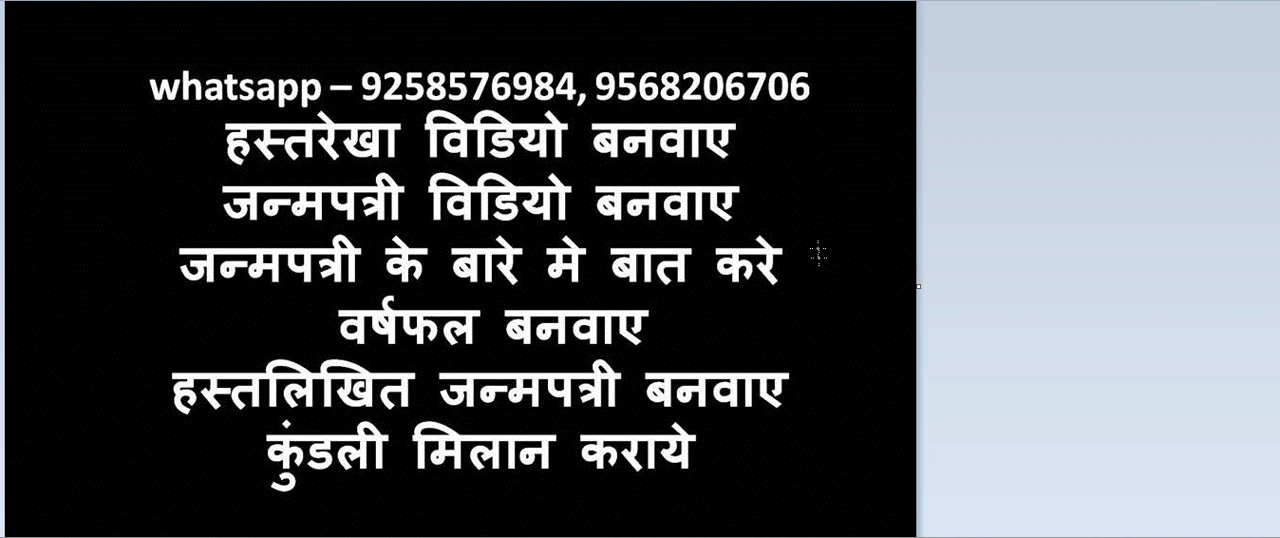 whatsapp – 9258576984, 9568206706
हस्तरेखा विडियो बनवाए
जन्मपत्री विडियो बनवाए
जन्मपत्री के बारे मे बात करे
वर्षफल बनवाए
हस्तलिखित जन्मपत्री बनवाए
कुंडली मिलान कराये